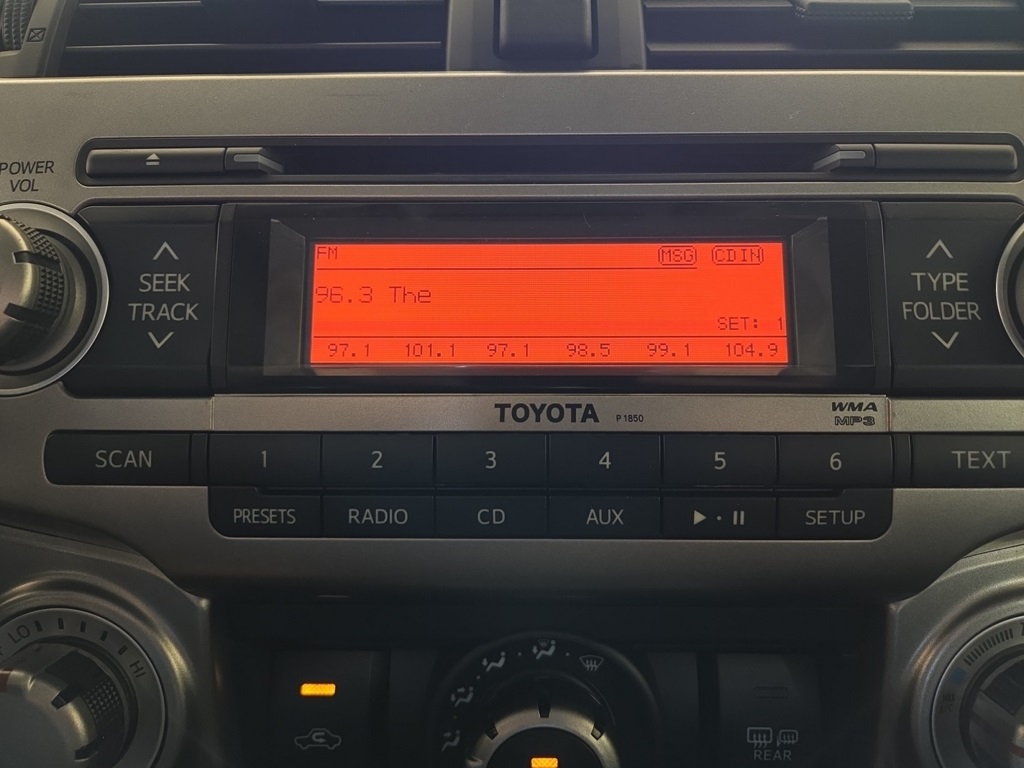 POWER
VOL
SEEK
TRACK
FM MSG CD IN
96.3 The
SET: 1
97.1 101.1 97.1 98.5 99.1 104.9
TYPE
FOLDER
TOYOTA P1850 WMA
MP3
SCAN 1 2 3 4 5 6 TEXT
PRESETS RADIO CD AUX SETUP
LO HI
REAR